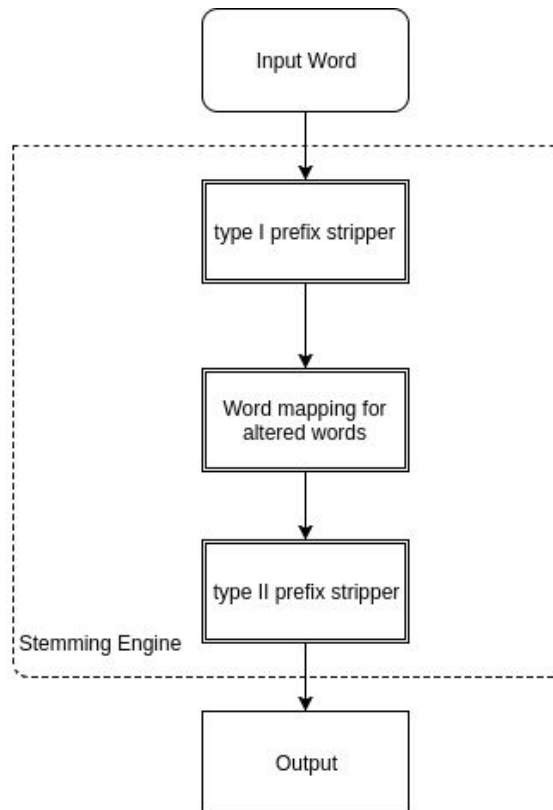 Input Word
type I prefix stripper
Word mapping for
altered words
type II prefix stripper
Stemming Engine
Output